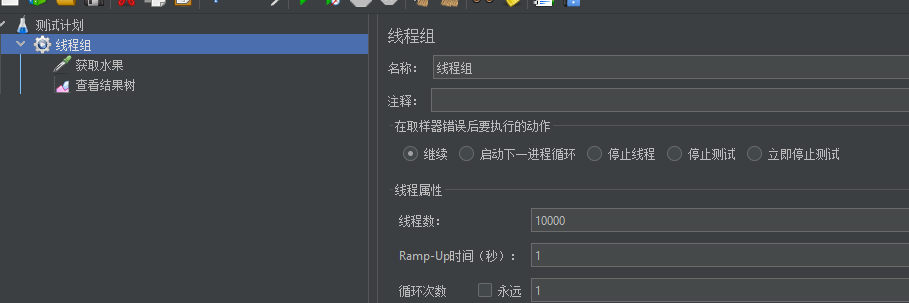 测试计划
线程组
获取水果
查看结果树
线程组
名称： 线程组
注释：
在取样器错误后要执行的动作
继续 启动下一进程循环 停止线程 停止测试 立即停止测试
线程属性
线程数： 10000
Ramp-Up时间（秒）： 1
循环次数 永远 1